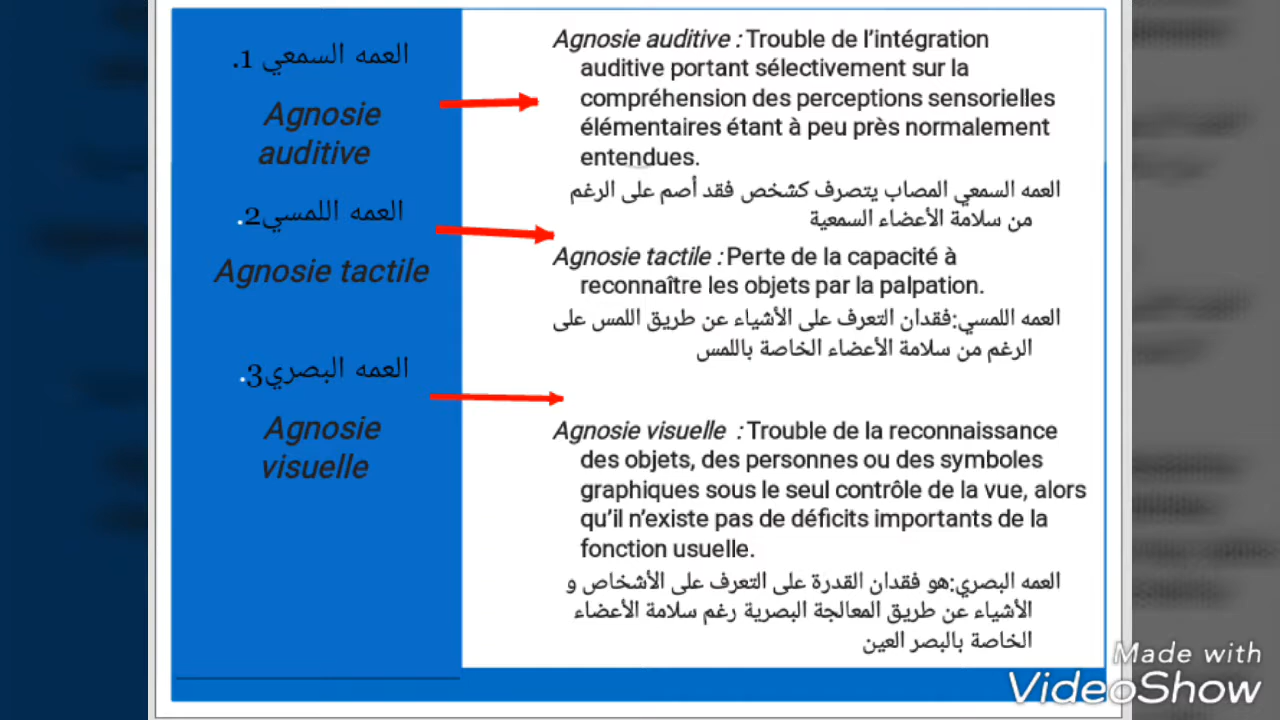 1. العمه السمعي
Agnosie
auditive
2. العمه اللمسي
Agnosie tactile
3. العمه البصري
Agnosie
visuelle
Agnosie auditive : Trouble de l’intégration
auditive portant sélectivement sur la
compréhension des perceptions sensorielles
élémentaires étant à peu près normalement
entendues.
العمه السمعي المصاب يتصرف كشخص فقد أصم على الرغم
من سلامة الأعضاء السمعية
Agnosie tactile : Perte de la capacité à
reconnaître les objets par la palpation.
العمه اللمسي:فقدان التعرف على الأشياء عن طريق اللمس على
الرغم من سلامة الأعضاء الخاصة باللمس
Agnosie visuelle : Trouble de la reconnaissance
des objets, des personnes ou des symboles
graphiques sous le seul contrôle de la vue, alors
qu’il n’existe pas de déficits importants de la
fonction usuelle.
العمه البصري:هو فقدان القدرة على التعرف على الأشخاص و
الأشياء عن طريق المعالجة البصرية رغم سلامة الأعضاء
الخاصة بالبصر العين
Made with
VideoShow